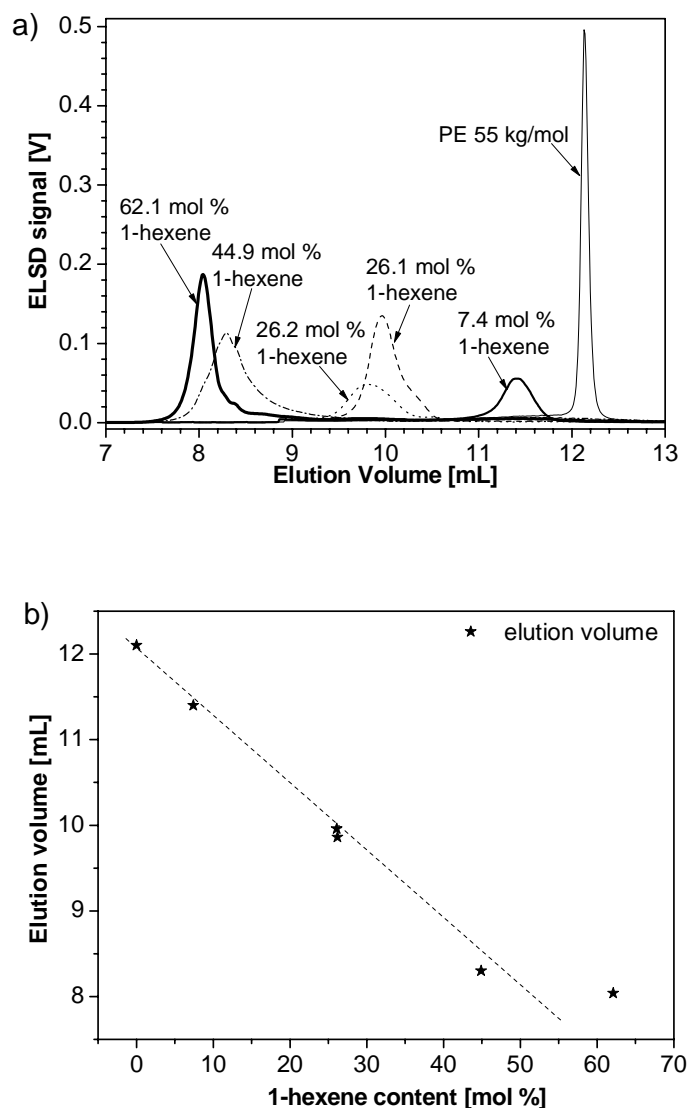 a)
0.5
0.4
0.3
0.2
0.1
0.0
ELSD signal [V]
PE 55 kg/mol
62.1 mol %
1-hexene
44.9 mol %
1-hexene
26.2 mol %
1-hexene
26.1 mol %
1-hexene
7.4 mol %
1-hexene
7 8 9 10 11 12 13
Elution Volume [mL]
b)
★ elution volume
12
11
10
9
8
Elution volume [mL]
0 10 20 30 40 50 60 70
1-hexene content [mol %]